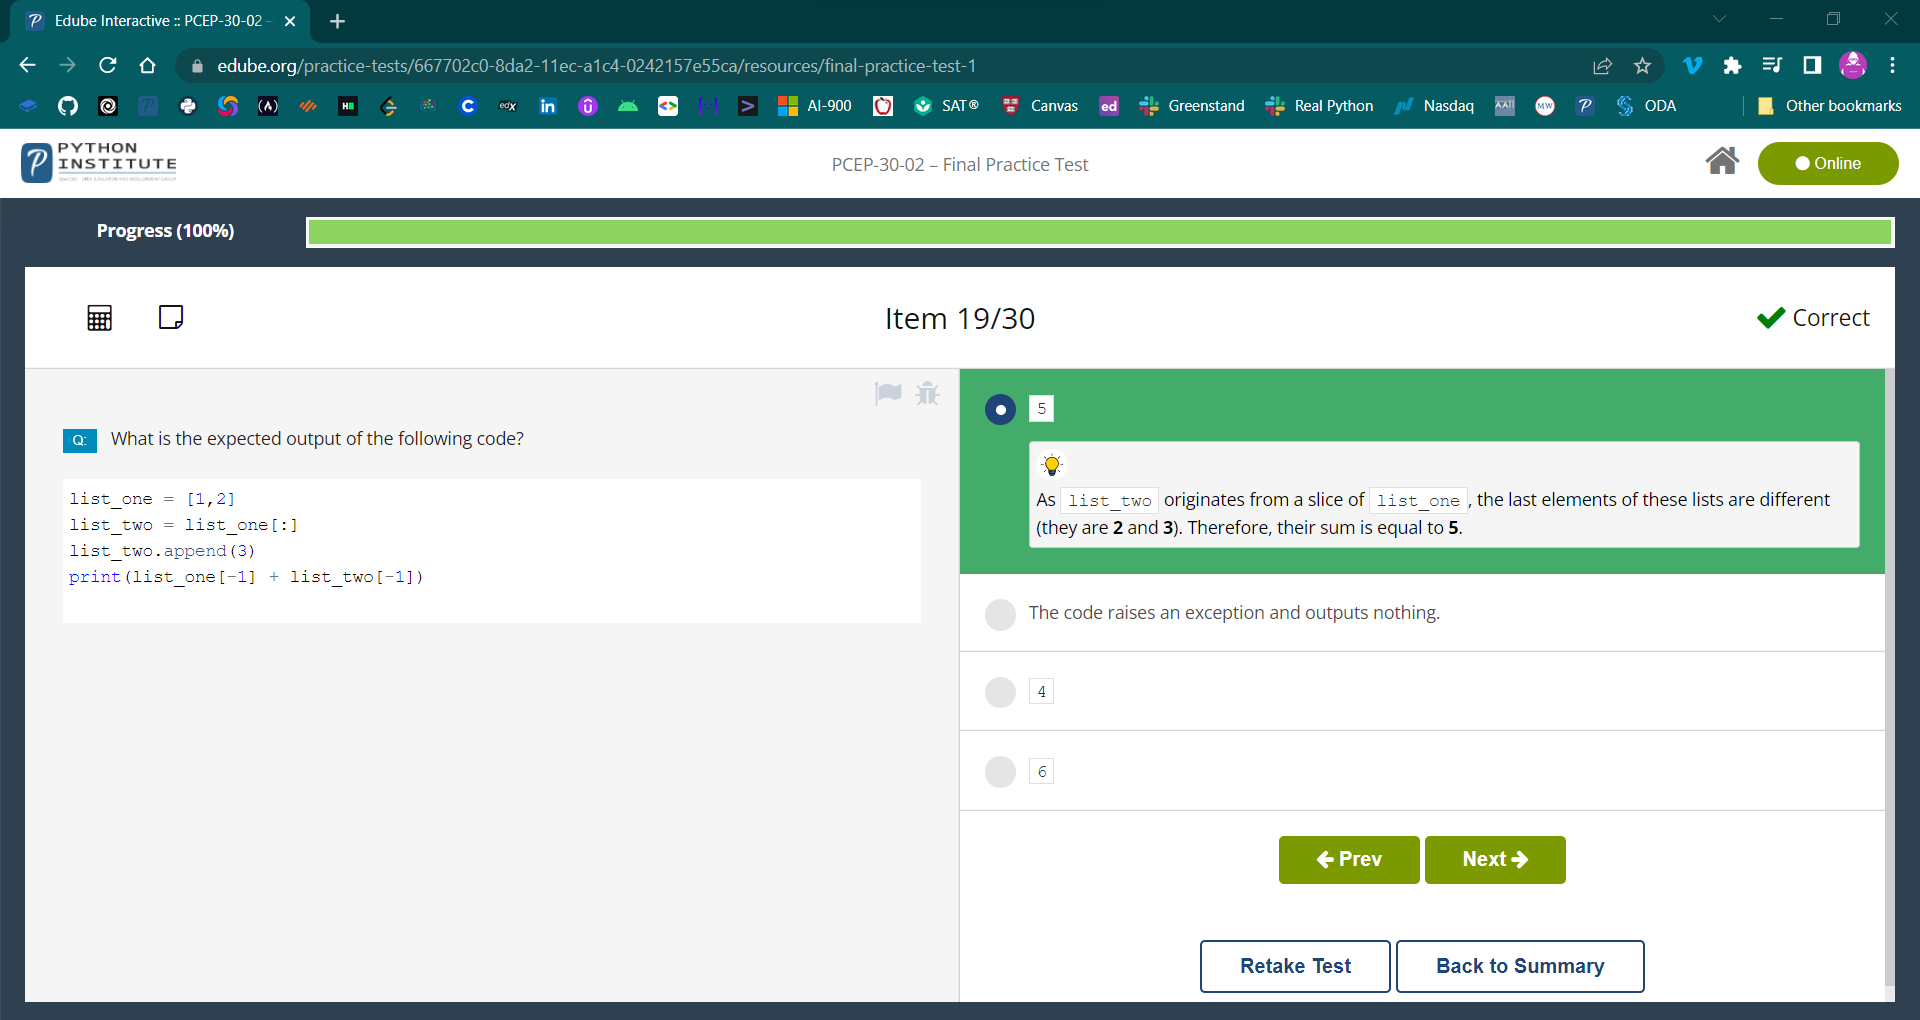 Edube Interactive :: PCEP-30-02 -
edube.org/practice-tests/667702c0-8da2-11ec-a1c4-0242157e55ca/resources/final-practice-test-1
edX
in
AI-900
SAT®
Canvas
ed
Greenstand
Real Python
Nasdaq
MW
ODA
Other bookmarks
PYTHON
INSTITUTE
PCEP-30-02 – Final Practice Test
Online
Progress (100%)
Item 19/30
Correct
Q:
What is the expected output of the following code?
list_one = [1,2]
list_two = list_one[:]
list_two.append(3)
print(list_one[-1] + list_two[-1])
5
As list_two originates from a slice of list_one, the last elements of these lists are different
(they are 2 and 3). Therefore, their sum is equal to 5.
The code raises an exception and outputs nothing.
4
6
Prev
Next
Retake Test
Back to Summary